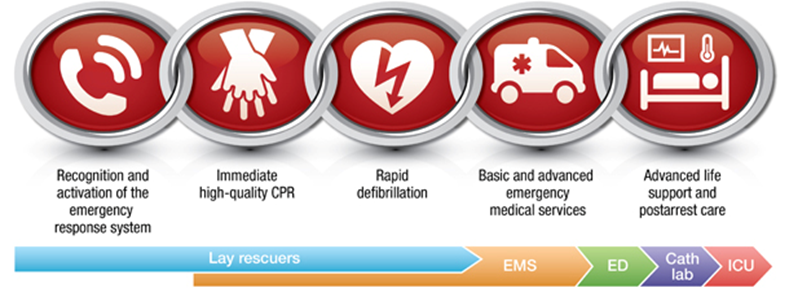 Recognition and
activation of the
emergency
response system
Immediate
high-quality CPR
Rapid
defibrillation
Basic and advanced
emergency
medical services
Advanced life
support and
postarrest care
Lay rescuers
EMS
ED
Cath
lab
ICU